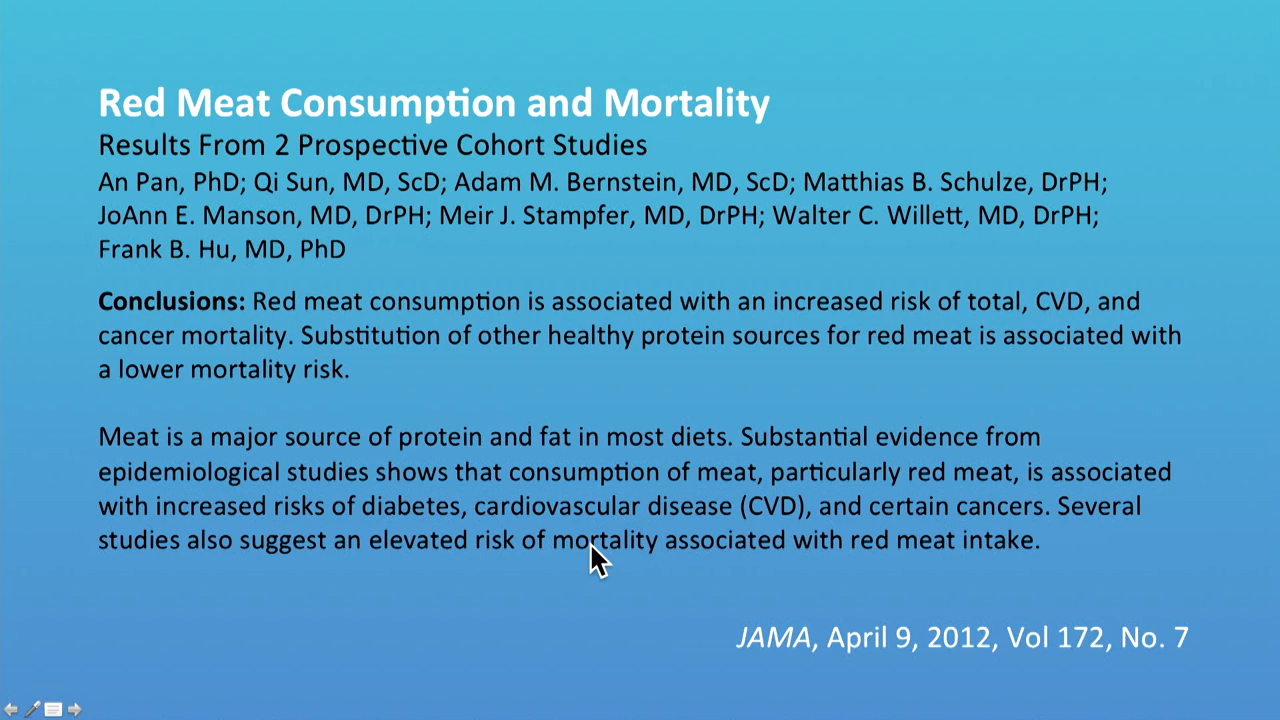 Red Meat Consumption and Mortality
Results From 2 Prospective Cohort Studies
An Pan, PhD; Qi Sun, MD, ScD; Adam M. Bernstein, MD, ScD; Matthias B. Schulze, DrPH;
JoAnn E. Manson, MD, DrPH; Meir J. Stampfer, MD, DrPH; Walter C. Willett, MD, DrPH;
Frank B. Hu, MD, PhD
Conclusions: Red meat consumption is associated with an increased risk of total, CVD, and
cancer mortality. Substitution of other healthy protein sources for red meat is associated with
a lower mortality risk.
Meat is a major source of protein and fat in most diets. Substantial evidence from
epidemiological studies shows that consumption of meat, particularly red meat, is associated
with increased risks of diabetes, cardiovascular disease (CVD), and certain cancers. Several
studies also suggest an elevated risk of mortality associated with red meat intake.
JAMA, April 9, 2012, Vol 172, No. 7